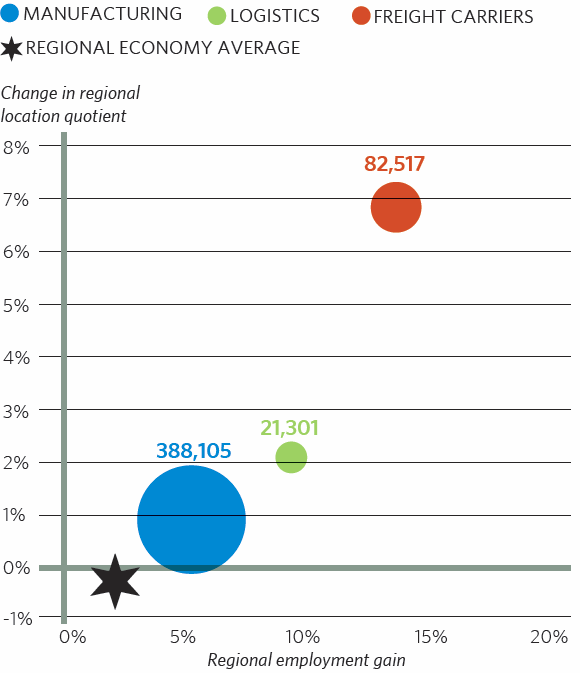 MANUFACTURING LOGISTICS FREIGHT CARRIERS
REGIONAL ECONOMY AVERAGE
Change in regional
location quotient
8%
82,517
7%
6%
5%
4%
3%
21,301
388,105
2%
1%
0%
-1%
0% 5% 10% 15% 20%
Regional employment gain